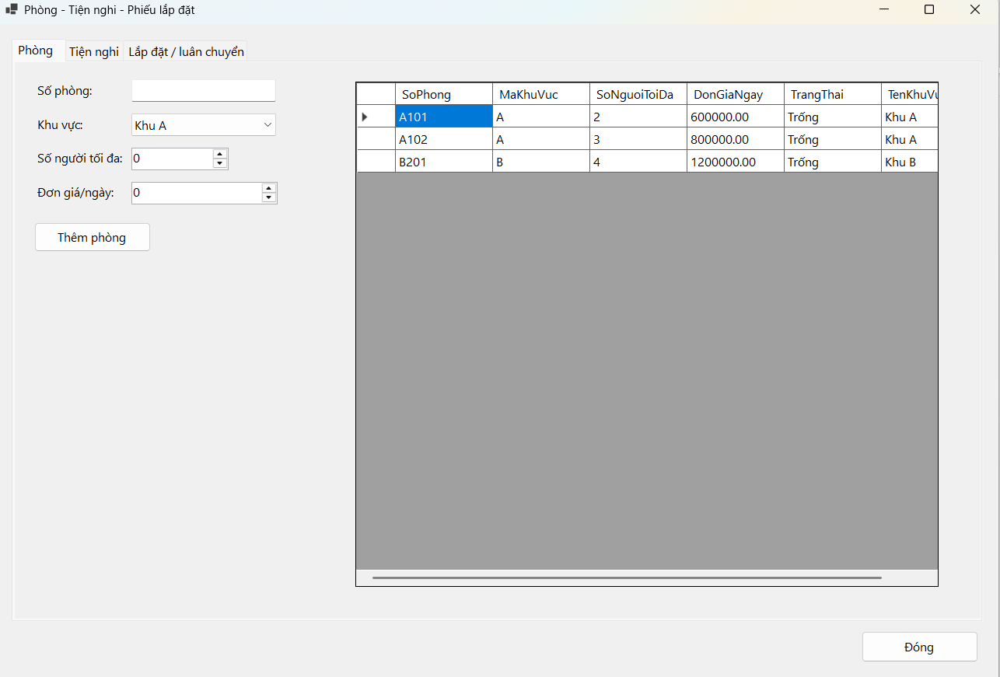 Phòng - Tiện nghi - Phiếu lắp đặt
Phòng Tiện nghi Lắp đặt / luân chuyển
Số phòng:
Khu vực: Khu A
Số người tối đa: 0
Đơn giá/ngày: 0
Thêm phòng
SoPhong MaKhuVuc SoNguoiToiDa DonGiaNgay TrangThai TenKhuVu
A101 A 2 600000.00 Trống Khu A
A102 A 3 800000.00 Trống Khu A
B201 B 4 1200000.00 Trống Khu B
Đóng